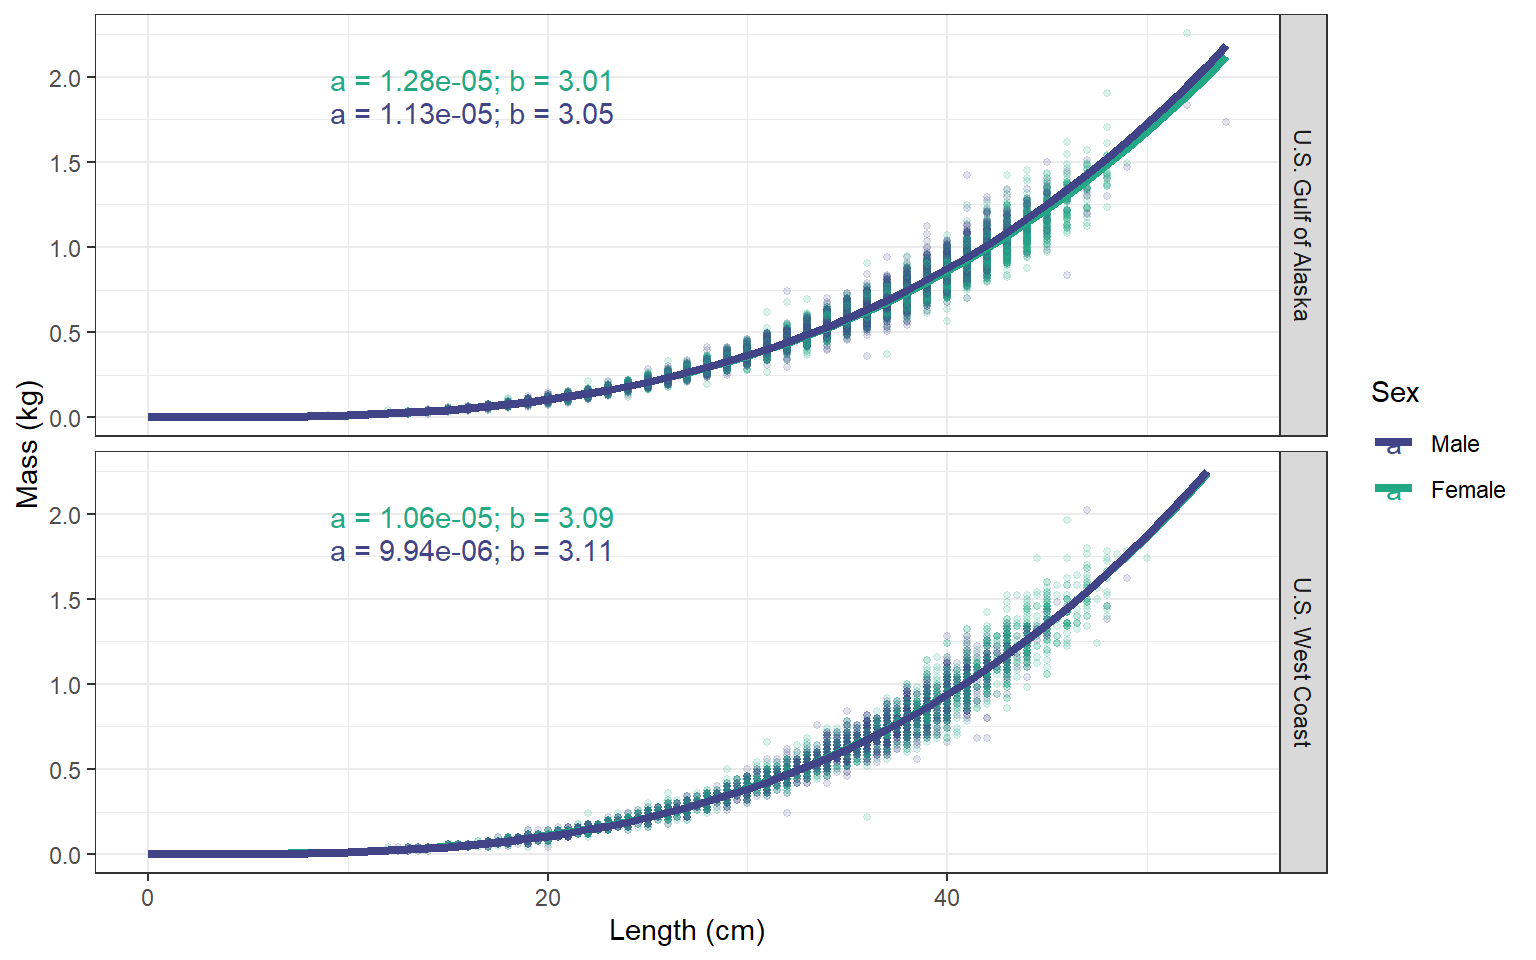 a = 1.28e-05; b = 3.01
a = 1.13e-05; b = 3.05
2.0
1.5
1.0
0.5
0.0
U.S. Gulf of Alaska
a = 1.06e-05; b = 3.09
a = 9.94e-06; b = 3.11
2.0
1.5
1.0
0.5
0.0
U.S. West Coast
Mass (kg)
0
20
40
Length (cm)
Sex
a Male
a Female